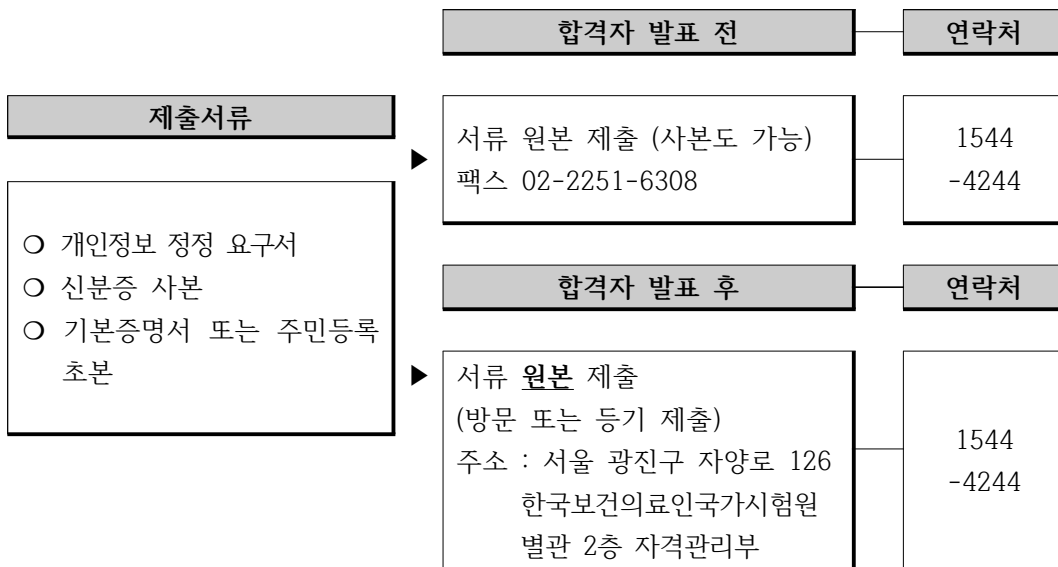 합격자 발표 전
연락처
제출서류
서류 원본 제출 (사본도 가능)
팩스 02-2251-6308
1544
-4244
❍ 개인정보 정정 요구서
❍ 신분증 사본
❍ 기본증명서 또는 주민등록
초본
합격자 발표 후
연락처
서류 원본 제출
(방문 또는 등기 제출)
주소 : 서울 광진구 자양로 126
한국보건의료인국가시험원
별관 2층 자격관리부
1544
-4244